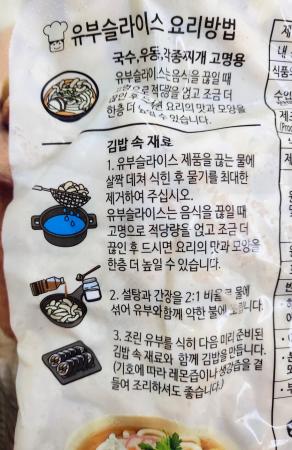 유부슬라이스 요리방법
국수,우동,각종찌개 고명용
유부슬라이스는음식을 끓일 때
고명으로 적당량을 얹고 조금 더
끓인 후 드시면 요리의 맛과 모양을
한층 더 높일 수 있습니다.
김밥 속 재료
1. 유부슬라이스 제품을 끓는 물에
살짝 데쳐 식힌 후 물기를 최대한
제거하여 주십시오.
유부슬라이스는 음식을 끓일 때
고명으로 적당량을 얹고 조금 더
끓인 후 드시면 요리의 맛과 모양을
한층 더 높일 수 있습니다.
2. 설탕과 간장을 2:1 비율로 물에
섞어 유부와함께 약한 불에
3. 조린 유부를 식히 다음 미리 준비된
김밥 속 재료와 함께 김밥을 만듭니다.
(기호에 따라 레몬즙이나 생강즙을 곁
들여 조리하셔도 좋습니다.)